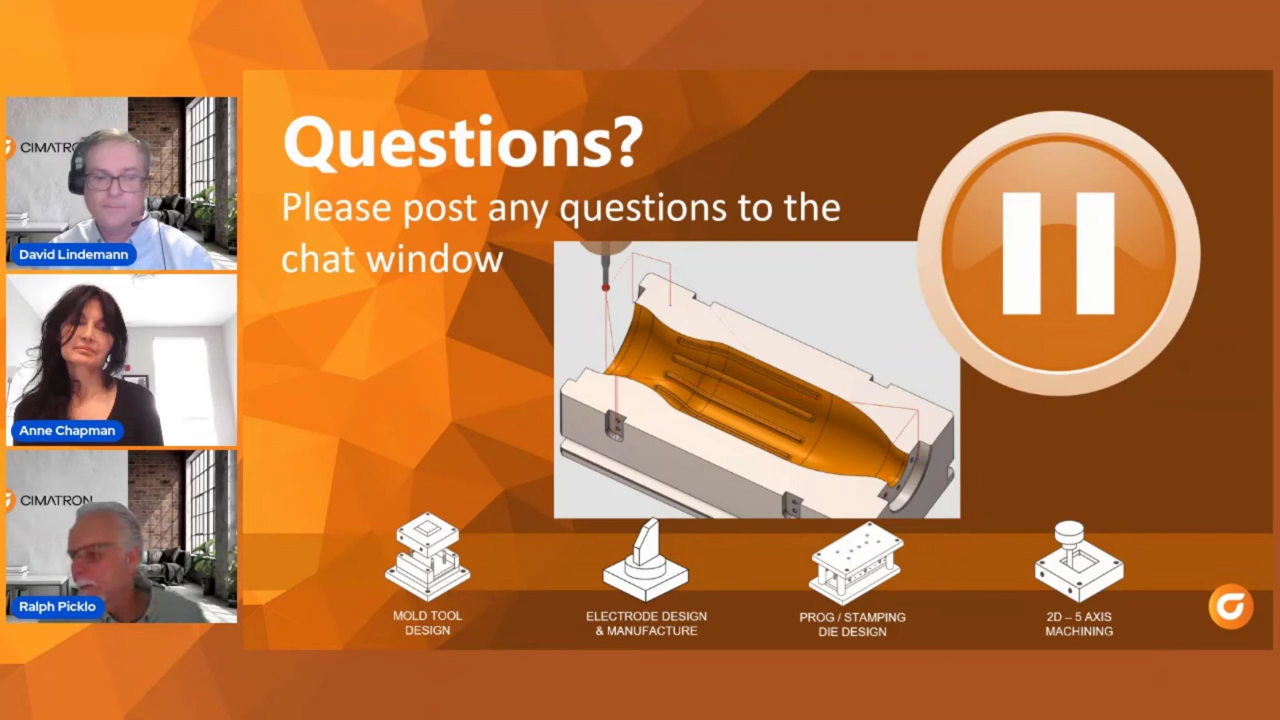 CIMATRO
David Lindemann
Anne Chapman
CIMATRON
Ralph Picklo
Questions?
Please post any questions to the
chat window
MOLD TOOL
DESIGN
ELECTRODE DESIGN
& MANUFACTURE
PROG / STAMPING
DIE DESIGN
2D – 5 AXIS
MACHINING